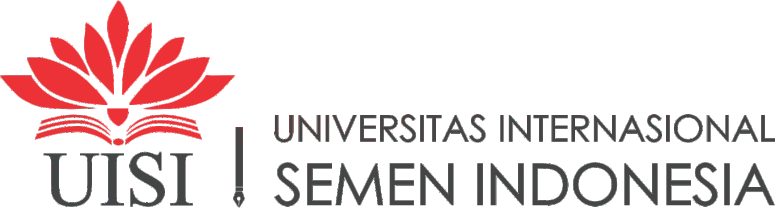 UISI
UNIVERSITAS INTERNASIONAL
SEMEN INDONESIA